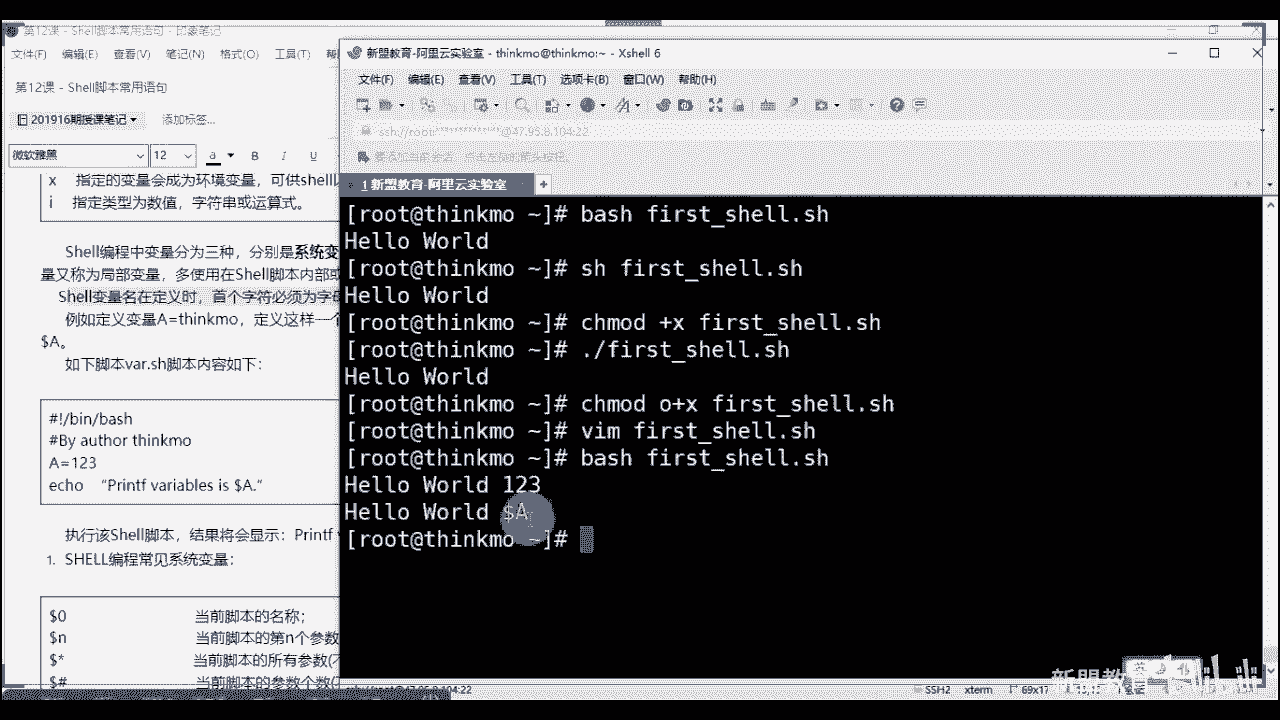 第12课 - Shell脚本常用语句 - 印象笔记
文件(F) 编辑(E) 查看(V) 笔记(N) 格式(O) 工具(T) 帮
第12课 - Shell脚本常用语句
201916期授课笔记 添加标签...
微软雅黑 12 a B I U
x 指定的变量会成为环境变量，可供shell以
i 指定类型为数值，字符串或运算式。
Shell编程中变量分为三种，分别是系统变
量又称为局部变量，多使用在Shell脚本内部或
Shell变量名在定义时，首个字符必须为字母
例如定义变量A=thinkmo，定义这样一个
$A。
如下脚本var.sh脚本内容如下：
#!/bin/bash
#By author thinkmo
A=123
echo “Printf variables is $A.”
执行该Shell脚本，结果将会显示：Printf v
1. SHELL编程常见系统变量：
$0 当前脚本的名称；
$n 当前脚本的第n个参数
$* 当前脚本的所有参数(不
$# 当前脚本的参数个数(
新盟教育-阿里云实验室 - thinkmo@thinkmo:~ - Xshell 6
文件(F) 编辑(E) 查看(V) 工具(T) 选项卡(B) 窗口(W) 帮助(H)
ssh://root:***************@47.95.8.104:22
1 新盟教育-阿里云实验室 +
[root@thinkmo ~]# bash first_shell.sh
Hello World
[root@thinkmo ~]# sh first_shell.sh
Hello World
[root@thinkmo ~]# chmod +x first_shell.sh
[root@thinkmo ~]# ./first_shell.sh
Hello World
[root@thinkmo ~]# chmod o+x first_shell.sh
[root@thinkmo ~]# vim first_shell.sh
[root@thinkmo ~]# bash first_shell.sh
Hello World 123
Hello World $A
[root@thinkmo ~]#
SSH2 xterm 69x17
新盟教育 bilibili